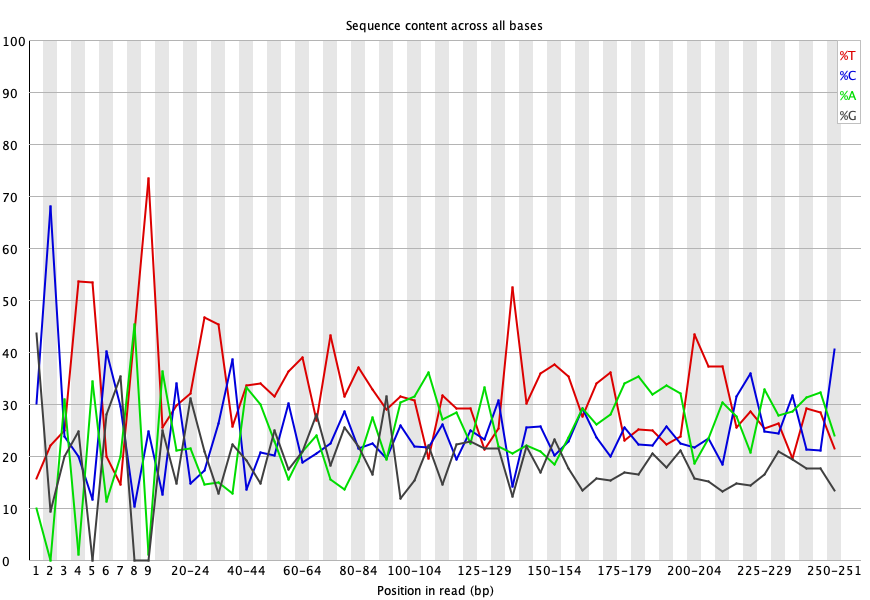 Sequence content across all bases
100
90
80
70
60
50
40
30
20
10
0
%T
%C
%A
%G
1 2 3 4 5 6 7 8 9 20-24 40-44 60-64 80-84 100-104 125-129 150-154 175-179 200-204 225-229 250-251
Position in read (bp)